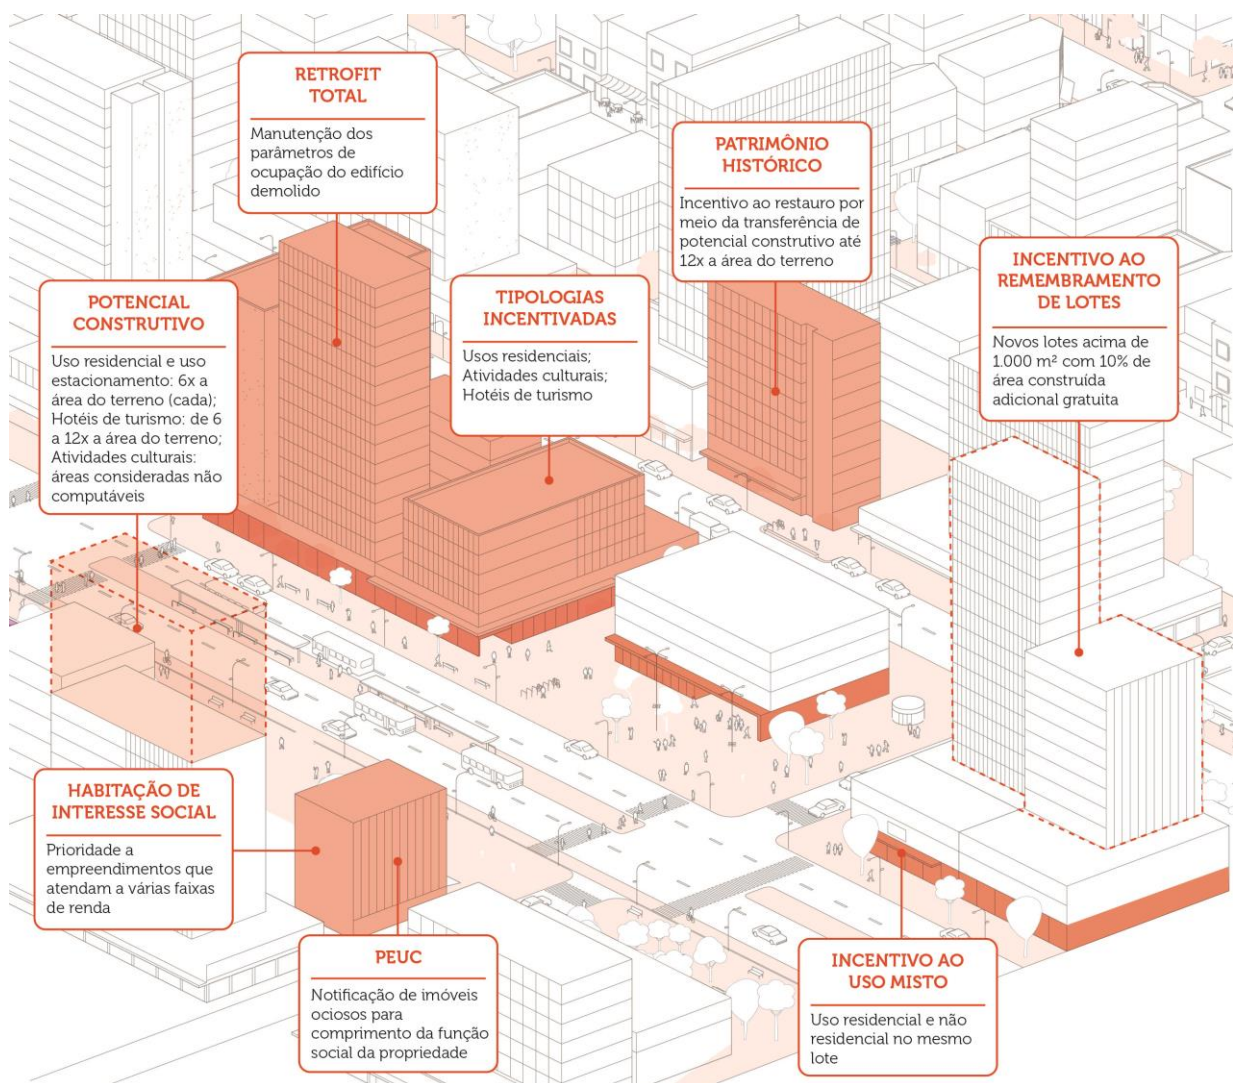 RETROFIT
TOTAL
Manutenção dos
parâmetros de
ocupação do edifício
demolido
PATRIMÔNIO
HISTÓRICO
Incentivo ao restauro por
meio da transferência de
potencial construtivo até
12x a área do terreno
INCENTIVO AO
REMEMBRAMENTO
DE LOTES
Novos lotes acima de
1.000 m² com 10% de
área construída
adicional gratuita
POTENCIAL
CONSTRUTIVO
Uso residencial e uso
estacionamento: 6x a
área do terreno (cada);
Hotéis de turismo: de 6
a 12x a área do terreno;
Atividades culturais:
áreas consideradas não
computáveis
TIPOLOGIAS
INCENTIVADAS
Usos residenciais;
Atividades culturais;
Hotéis de turismo
HABITAÇÃO DE
INTERESSE SOCIAL
Prioridade a
empreendimentos que
atendam a várias faixas
de renda
PEUC
Notificação de imóveis
ociosos para
comprimento da função
social da propriedade
INCENTIVO AO
USO MISTO
Uso residencial e não
residencial no mesmo
lote